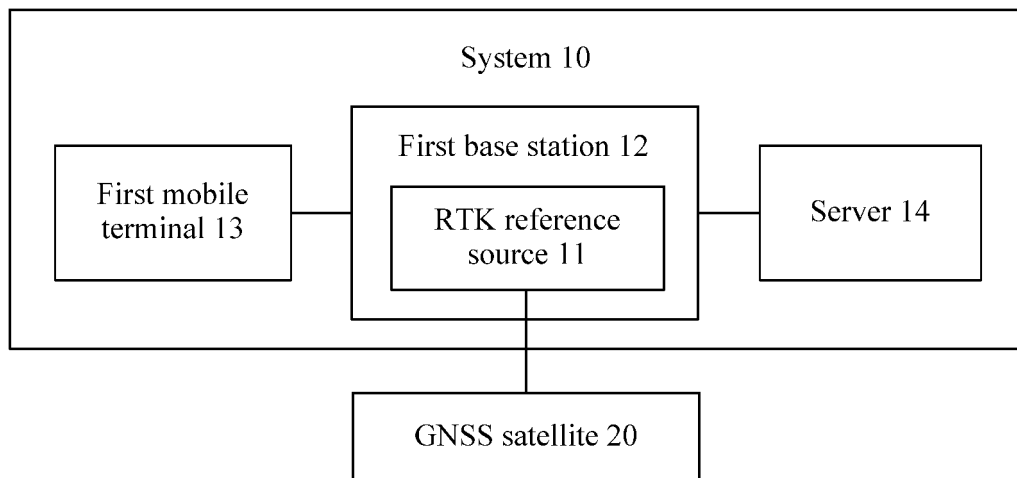 System 10
First base station 12
First mobile
terminal 13
RTK reference
source 11
Server 14
GNSS satellite 20